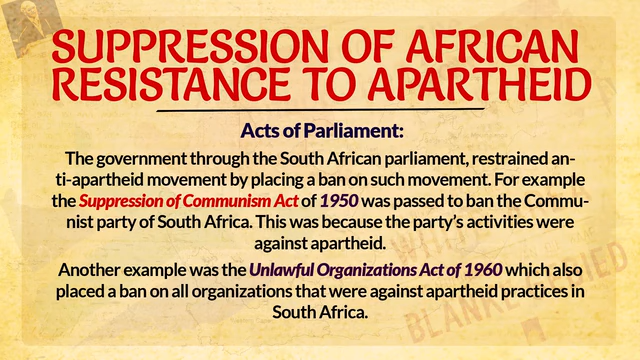 SUPPRESSION OF AFRICAN
RESISTANCE TO APARTHEID
Acts of Parliament:
The government through the South African parliament, restrained an-
ti-apartheid movement by placing a ban on such movement. For example
the Suppression of Communism Act of 1950 was passed to ban the Commu-
nist party of South Africa. This was because the party's activities were
against apartheid.
Another example was the Unlawful Organizations Act of 1960 which also
placed a ban on all organizations that were against apartheid practices in
South Africa.